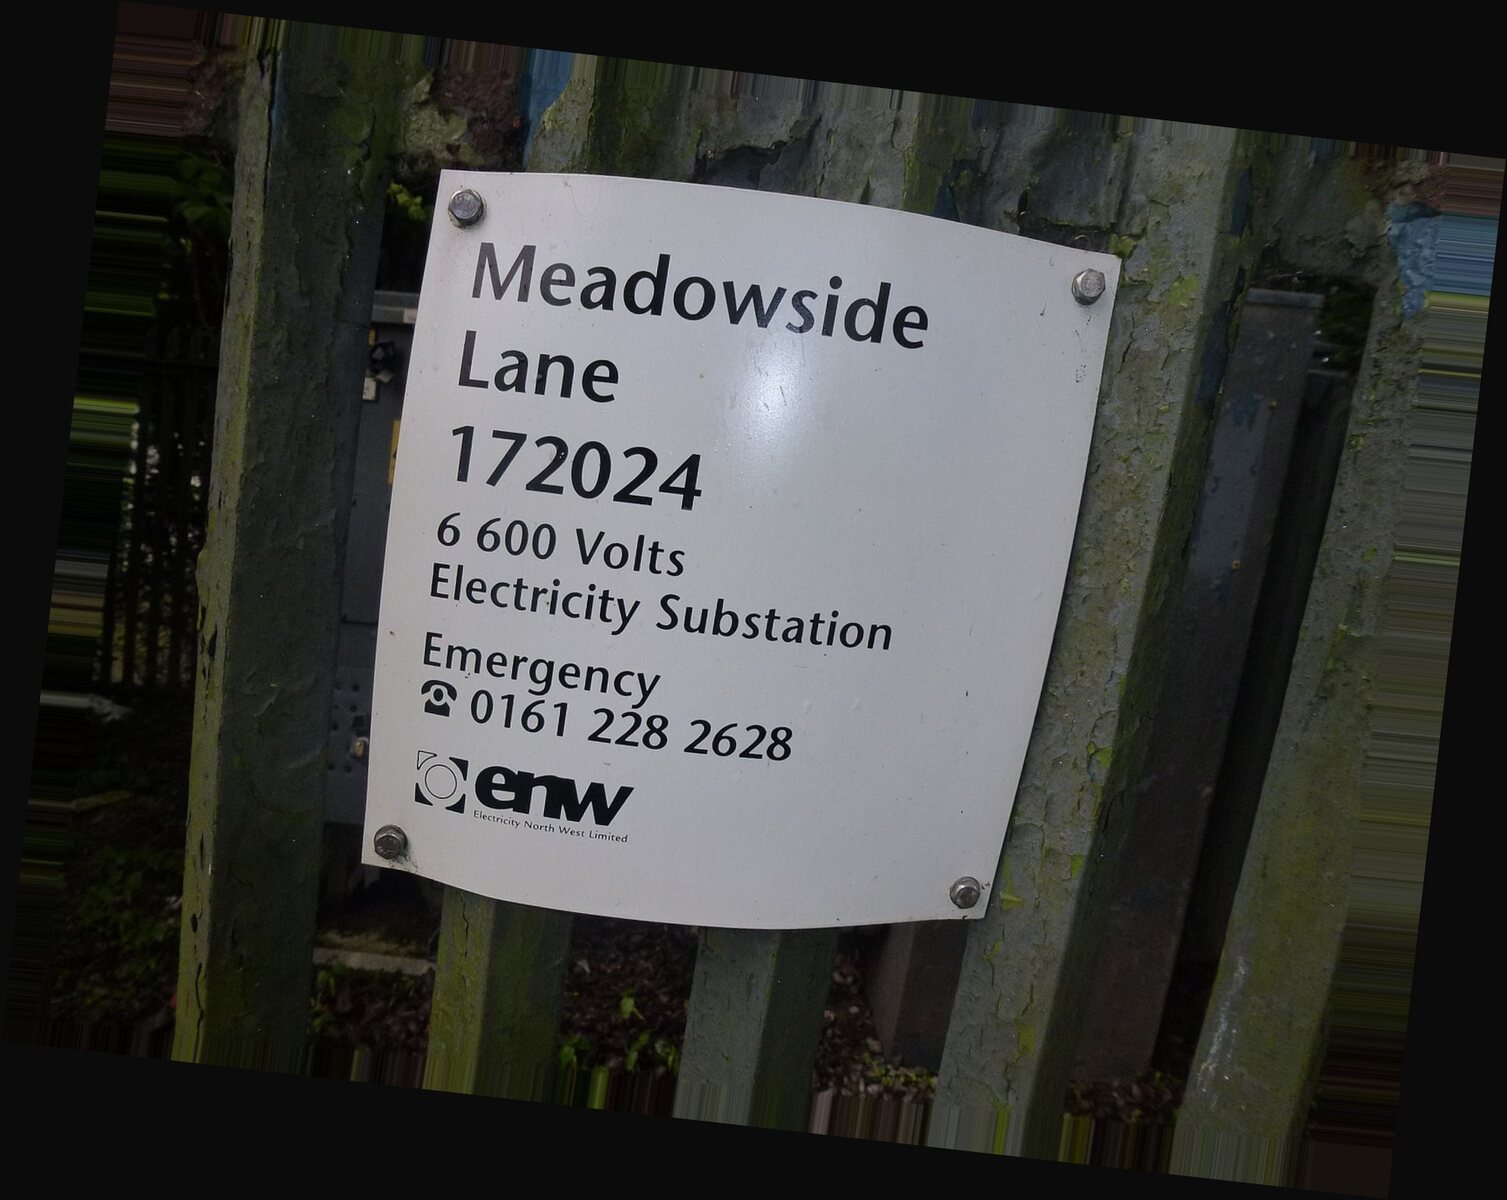 Meadowside
Lane
172024
6 600 Volts
Electricity Substation
Emergency
☎ 0161 228 2628
enw
Electricity North West Limited